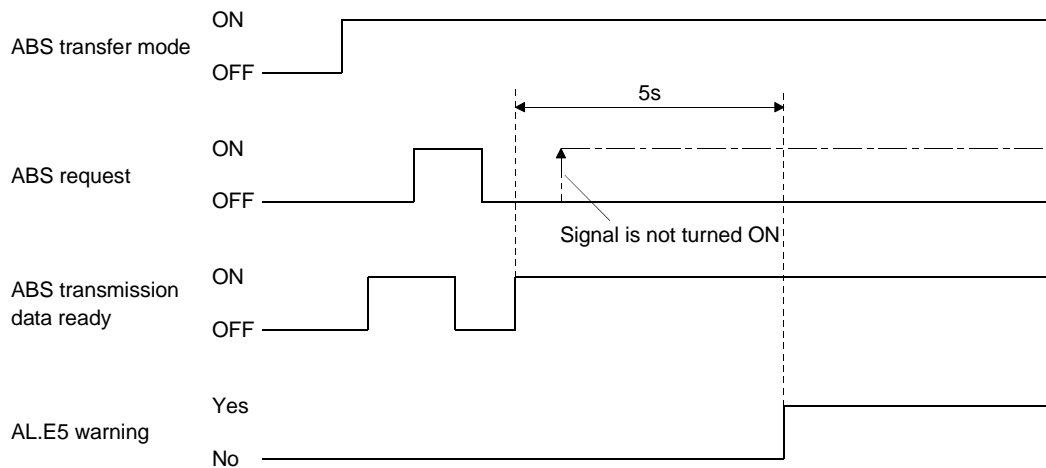 ON
ABS transfer mode
OFF
5s
ON
ABS request
OFF
Signal is not turned ON
ON
ABS transmission
data ready
OFF
Yes
AL.E5 warning
No